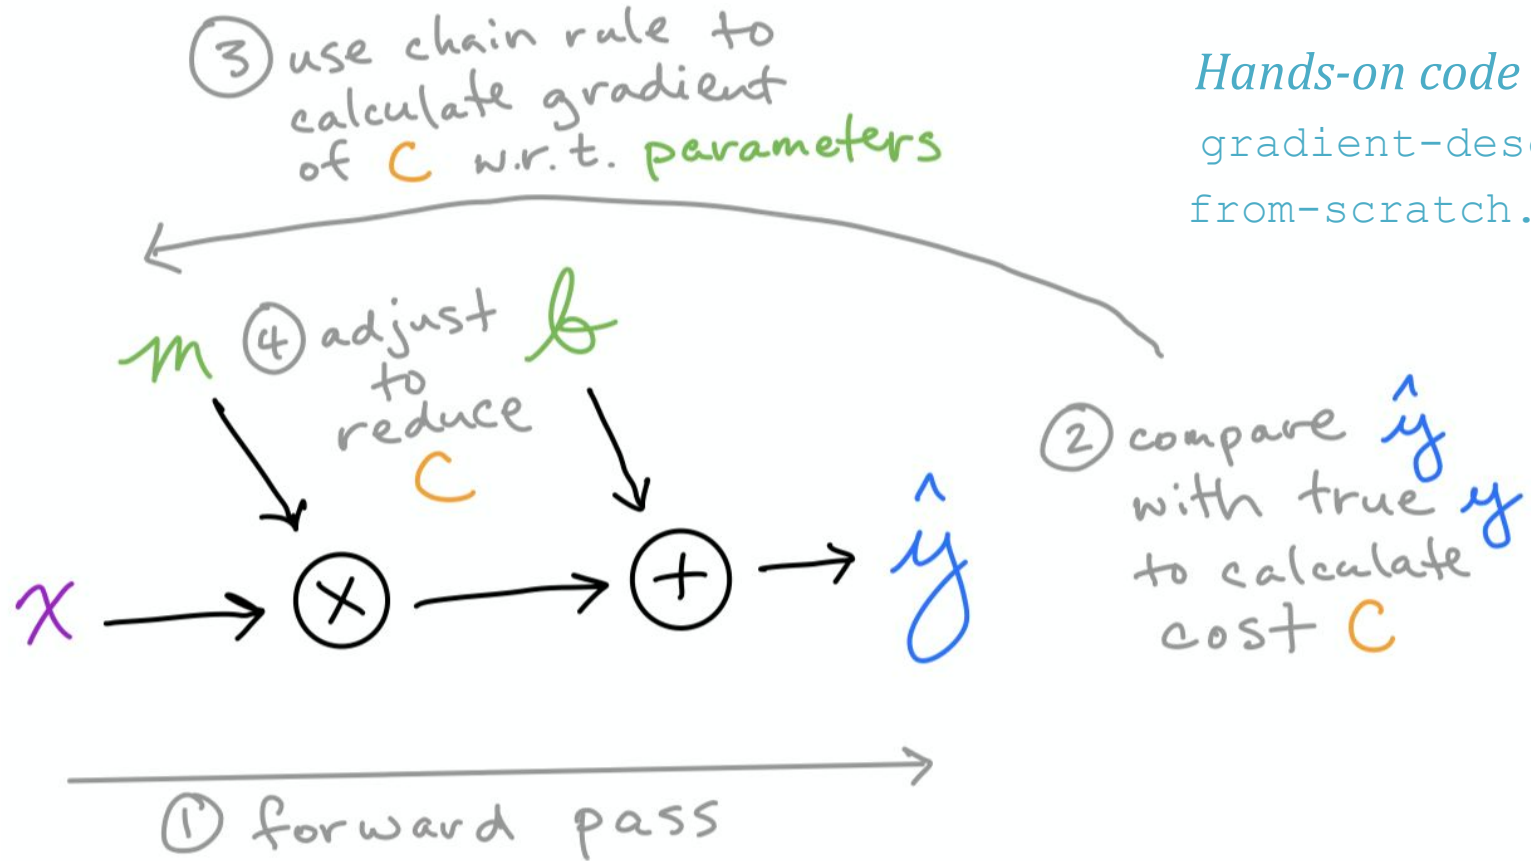 ③ use chain rule to
calculate gradient
of C w.r.t. parameters
Hands-on code
gradient-des
from-scratch.
m
④ adjust
to
reduce
C
b
② compare ŷ
with true y
to calculate
cost C
x
×
+
ŷ
① forward pass